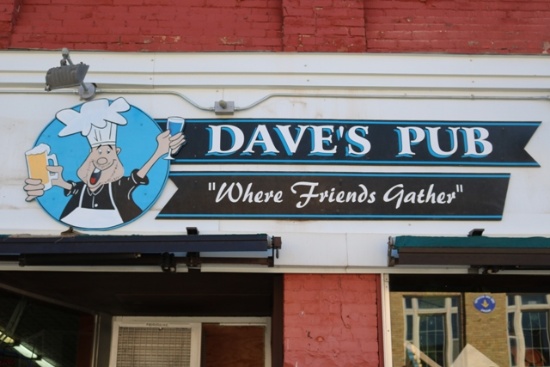 DAVE'S PUB
"Where Friends Gather"